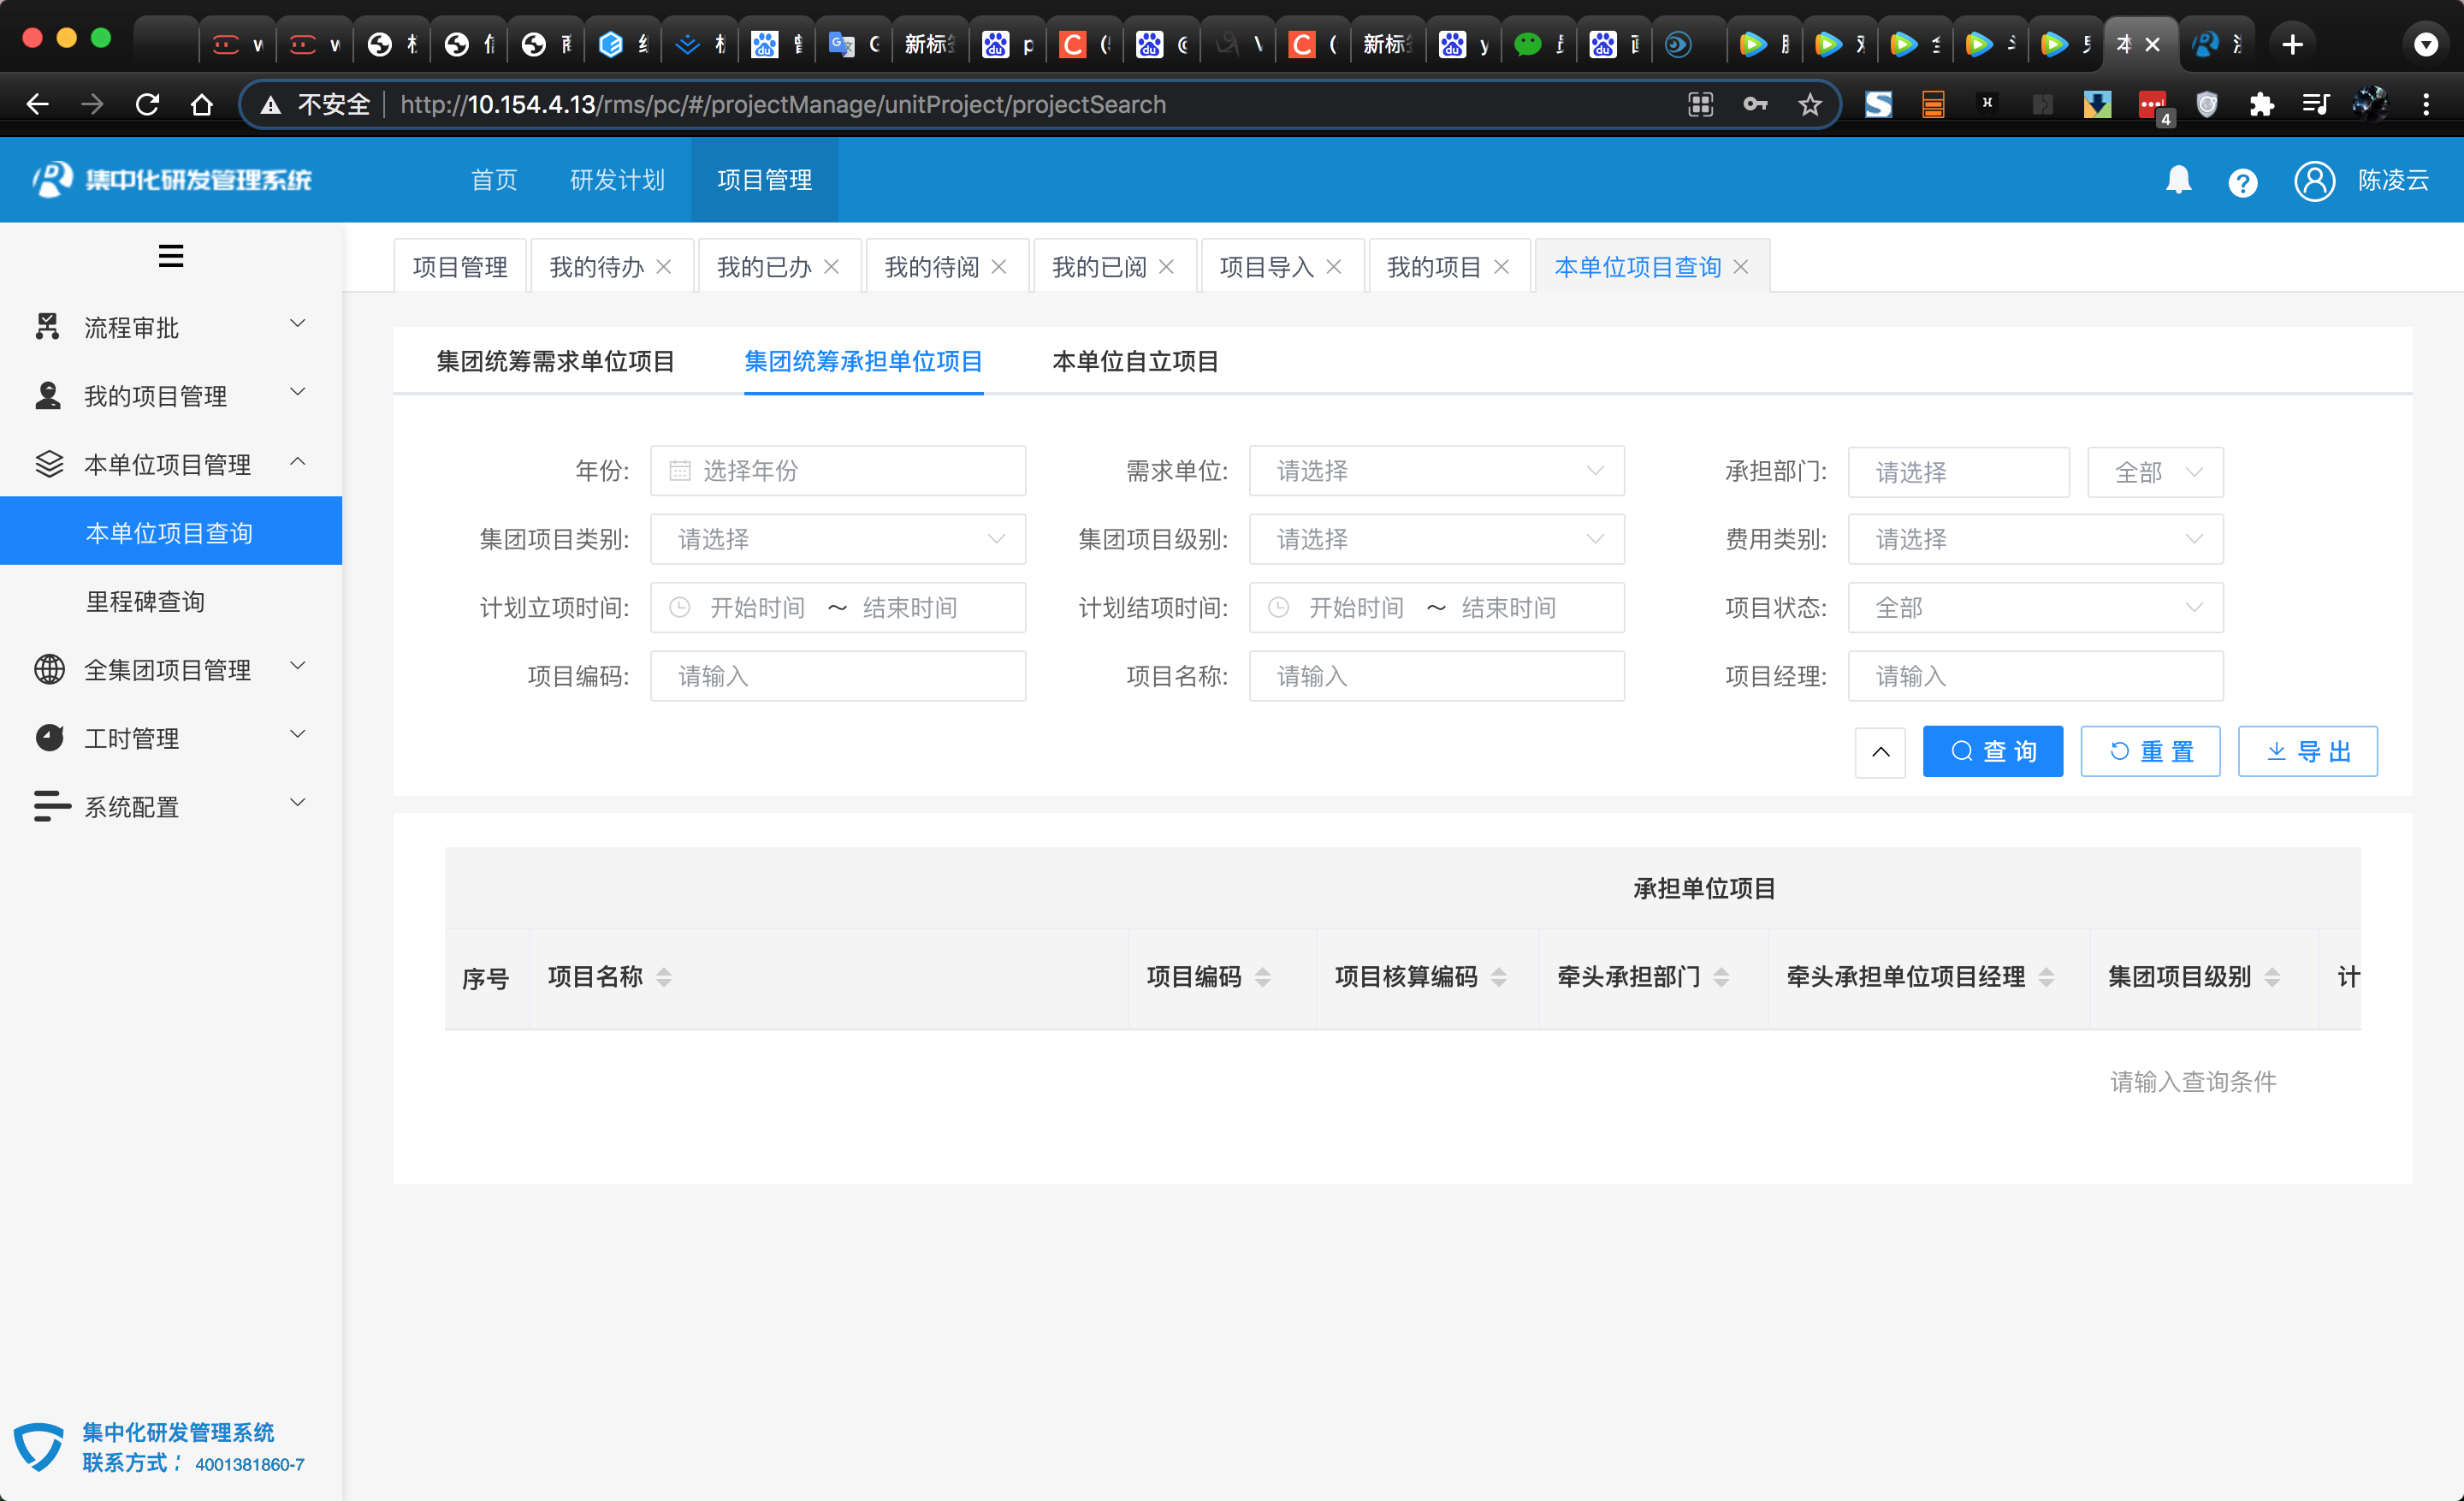 新标
新标
不安全
http://10.154.4.13/rms/pc/#/projectManage/unitProject/projectSearch
4
集中化研发管理系统
首页
研发计划
项目管理
陈凌云
项目管理
我的待办
我的已办
我的待阅
我的已阅
项目导入
我的项目
本单位项目查询
流程审批
我的项目管理
本单位项目管理
本单位项目查询
里程碑查询
全集团项目管理
工时管理
系统配置
集团统筹需求单位项目
集团统筹承担单位项目
本单位自立项目
年份: 选择年份
需求单位: 请选择
承担部门: 请选择 全部
集团项目类别: 请选择
集团项目级别: 请选择
费用类别: 请选择
计划立项时间: 开始时间 ~ 结束时间
计划结项时间: 开始时间 ~ 结束时间
项目状态: 全部
项目编码: 请输入
项目名称: 请输入
项目经理: 请输入
查询
重置
导出
承担单位项目
序号
项目名称
项目编码
项目核算编码
牵头承担部门
牵头承担单位项目经理
集团项目级别
计
请输入查询条件
集中化研发管理系统
联系方式: 4001381860-7